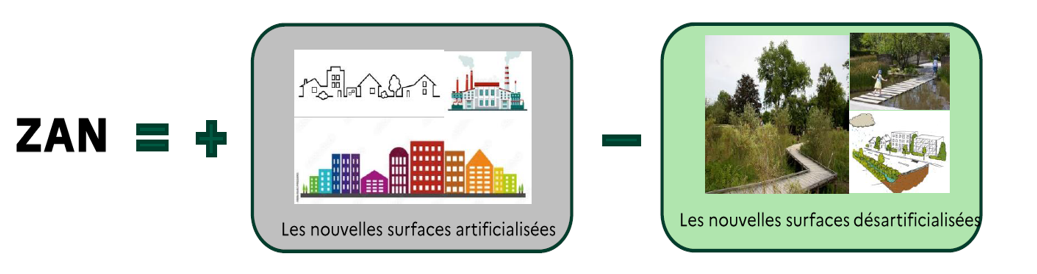 ZAN = +
Les nouvelles surfaces artificialisées
−
Les nouvelles surfaces désartificialisées